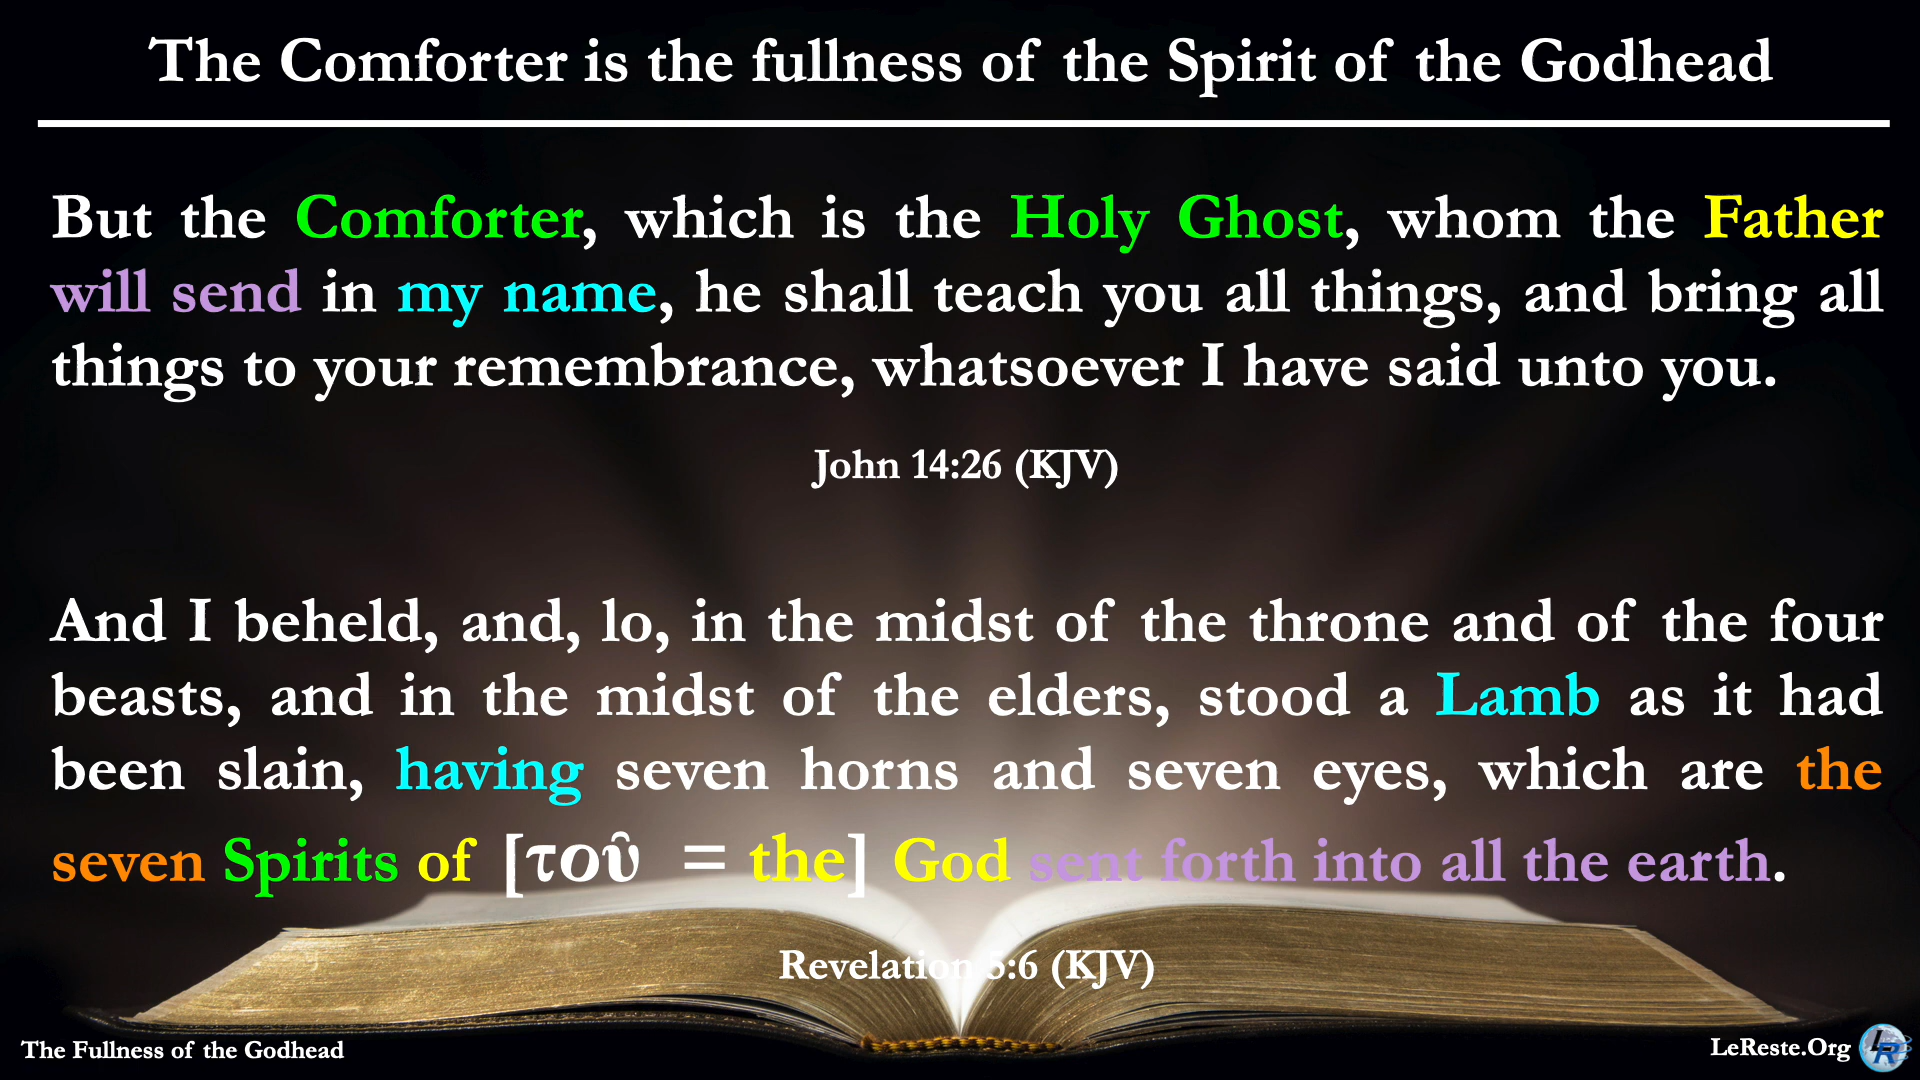 The Comforter is the fullness of the Spirit of the Godhead
But the Comforter, which is the Holy Ghost, whom the Father
will send in my name, he shall teach you all things, and bring all
things to your remembrance, whatsoever I have said unto you.
John 14:26 (KJV)
And I beheld, and, lo, in the midst of the throne and of the four
beasts, and in the midst of the elders, stood a Lamb as it had
been slain, having seven horns and seven eyes, which are the
seven Spirits of [τοῦ = the] God sent forth into all the earth.
Revelation 5:6 (KJV)
The Fullness of the Godhead
LeReste.Org LR